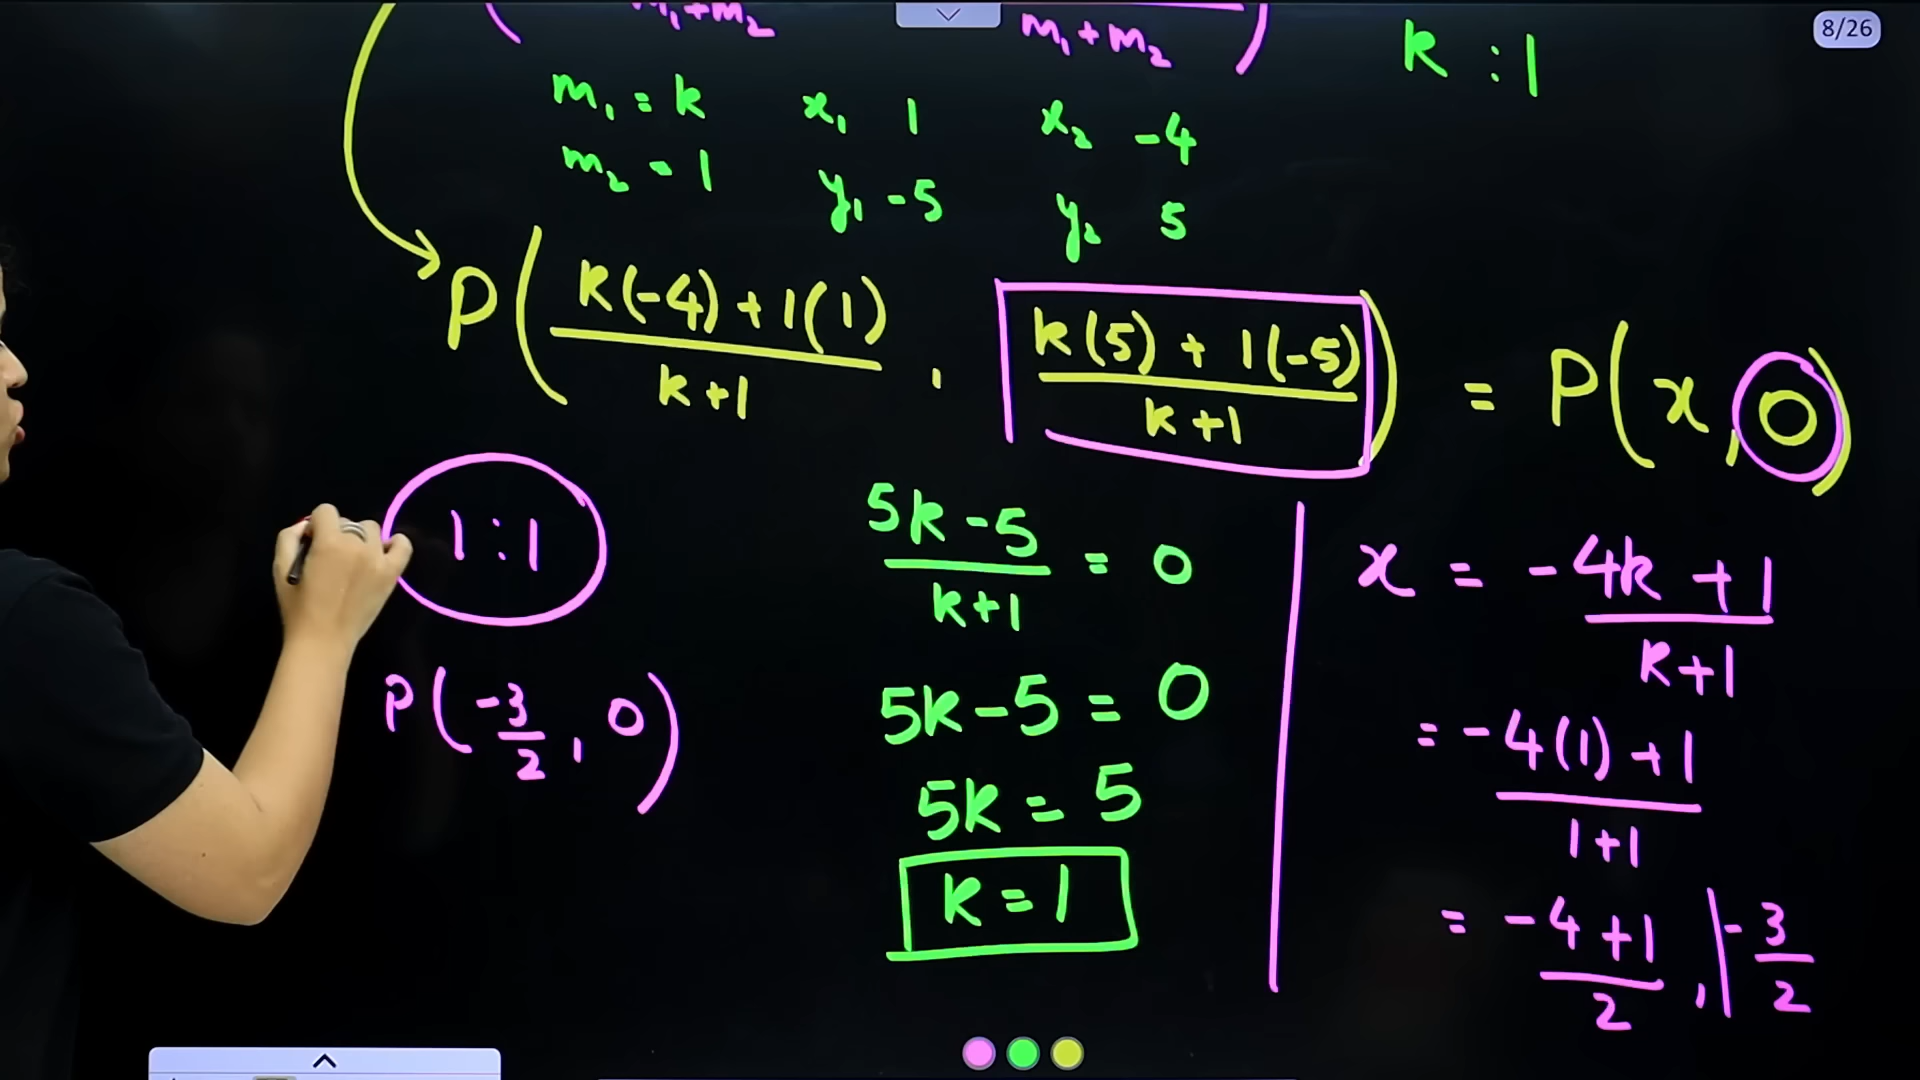 m₁+m₂ m₁+m₂
8/26
k : 1
m₁ = k x₁ 1 x₂ -4
m₂ = 1 y₁ -5 y₂ 5
P( k(-4) + 1(1) / k+1 , k(5) + 1(-5) / k+1 ) = P(x, 0)
1 : 1
P( -3/2 , 0 )
5k - 5 / k+1 = 0
5k - 5 = 0
5k = 5
k = 1
x = -4k + 1 / k+1
= -4(1) + 1 / 1+1
= -4 + 1 / 2 , -3/2